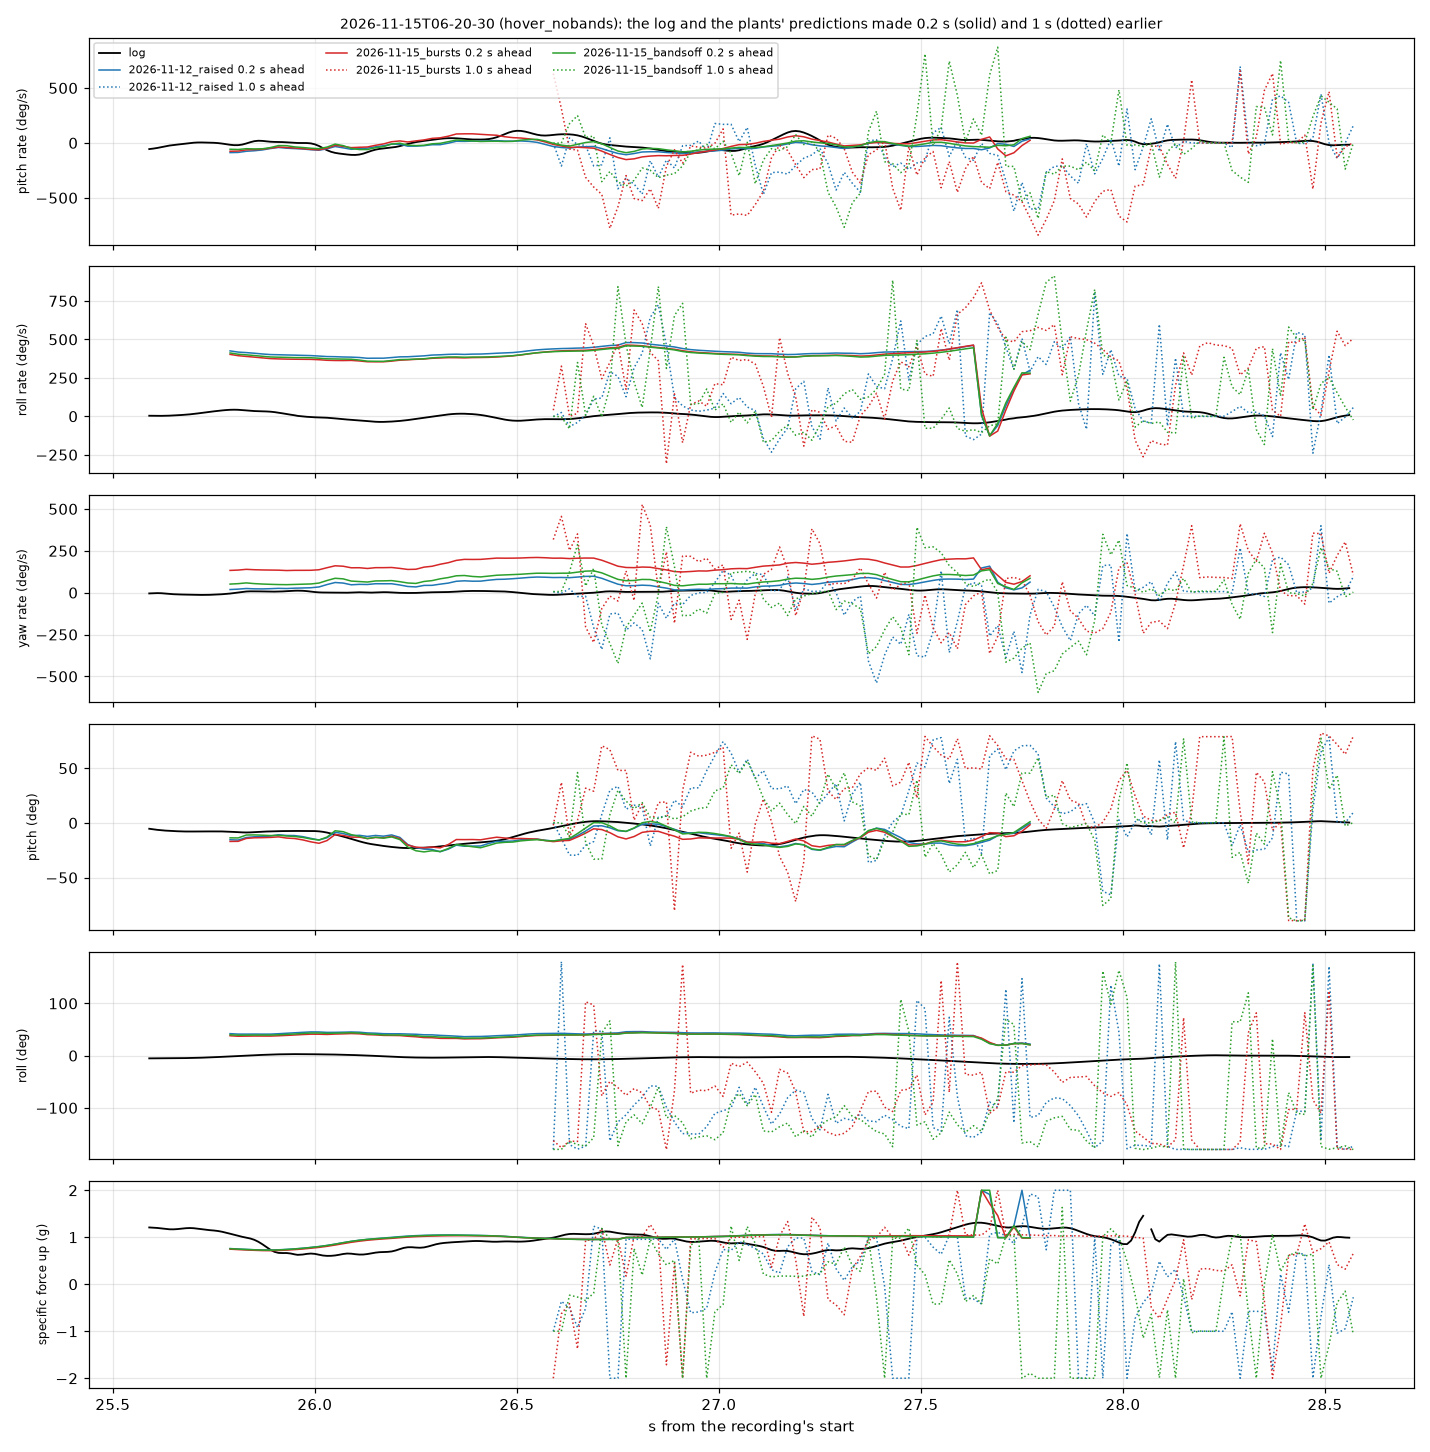 2026-11-15T06-20-30 (hover_nobands): the log and the plants' predictions made 0.2 s (solid) and 1 s (dotted) earlier
log
2026-11-12_raised 0.2 s ahead
2026-11-12_raised 1.0 s ahead
2026-11-15_bursts 0.2 s ahead
2026-11-15_bursts 1.0 s ahead
2026-11-15_bandsoff 0.2 s ahead
2026-11-15_bandsoff 1.0 s ahead
pitch rate (deg/s)
500
0
−500
roll rate (deg/s)
750
500
250
0
−250
yaw rate (deg/s)
500
250
0
−250
−500
pitch (deg)
50
0
−50
roll (deg)
100
0
−100
specific force up (g)
2
1
0
−1
−2
25.5 26.0 26.5 27.0 27.5 28.0 28.5
s from the recording's start